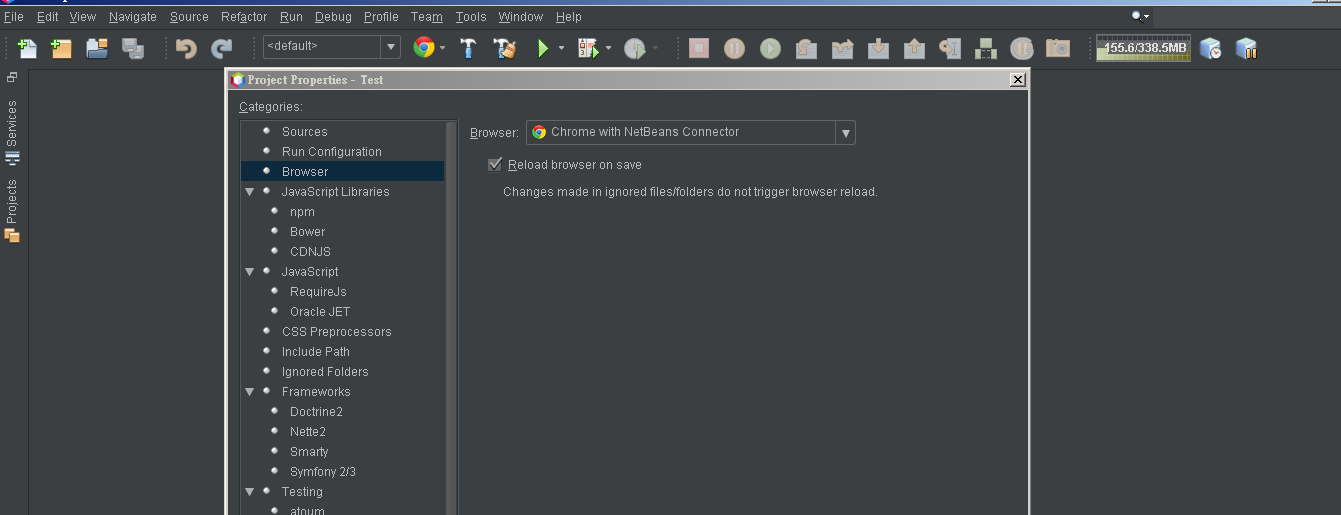 File Edit View Navigate Source Refactor Run Debug Profile Team Tools Window Help
<default>
155.6/338.5MB
Services
Projects
Project Properties - Test
Categories:
Sources
Run Configuration
Browser
JavaScript Libraries
npm
Bower
CDNJS
JavaScript
RequireJs
Oracle JET
CSS Preprocessors
Include Path
Ignored Folders
Frameworks
Doctrine2
Nette2
Smarty
Symfony 2/3
Testing
atoum
Browser: Chrome with NetBeans Connector
Reload browser on save
Changes made in ignored files/folders do not trigger browser reload.